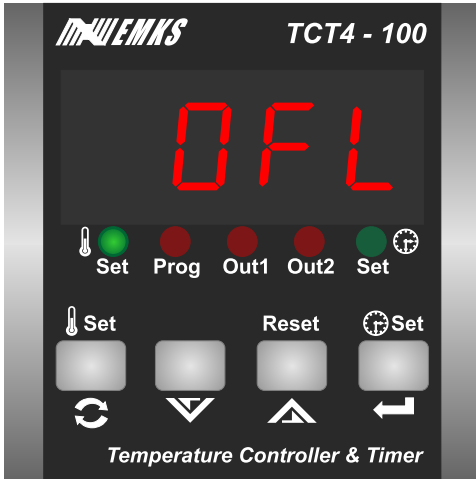 EMKS TCT4 - 100
OFL
Set Prog Out1 Out2 Set
Set Reset Set
Temperature Controller & Timer